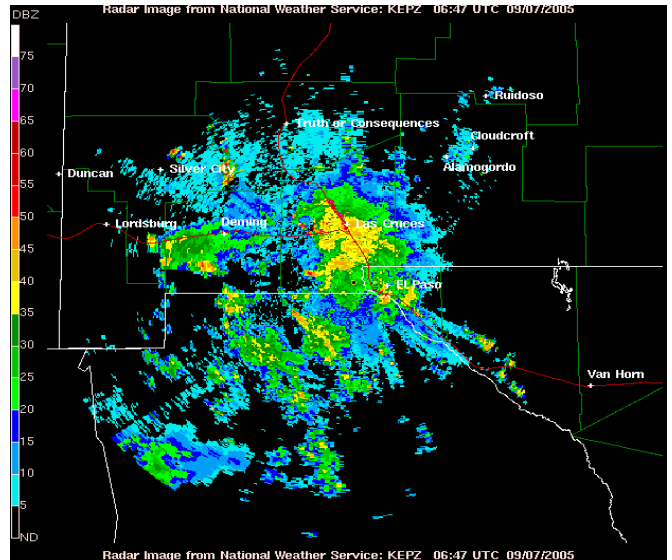 DBZ
Radar Image from National Weather Service: KEPZ 06:47 UTC 09/07/2005
75
70
65
60
55
50
45
40
35
30
25
20
15
10
5
ND
Ruidoso
Truth or Consequences
Cloudcroft
Alamogordo
Silver City
Duncan
Lordsburg
Deming
Las Cruces
El Paso
Van Horn
Radar Image from National Weather Service: KEPZ 06:47 UTC 09/07/2005